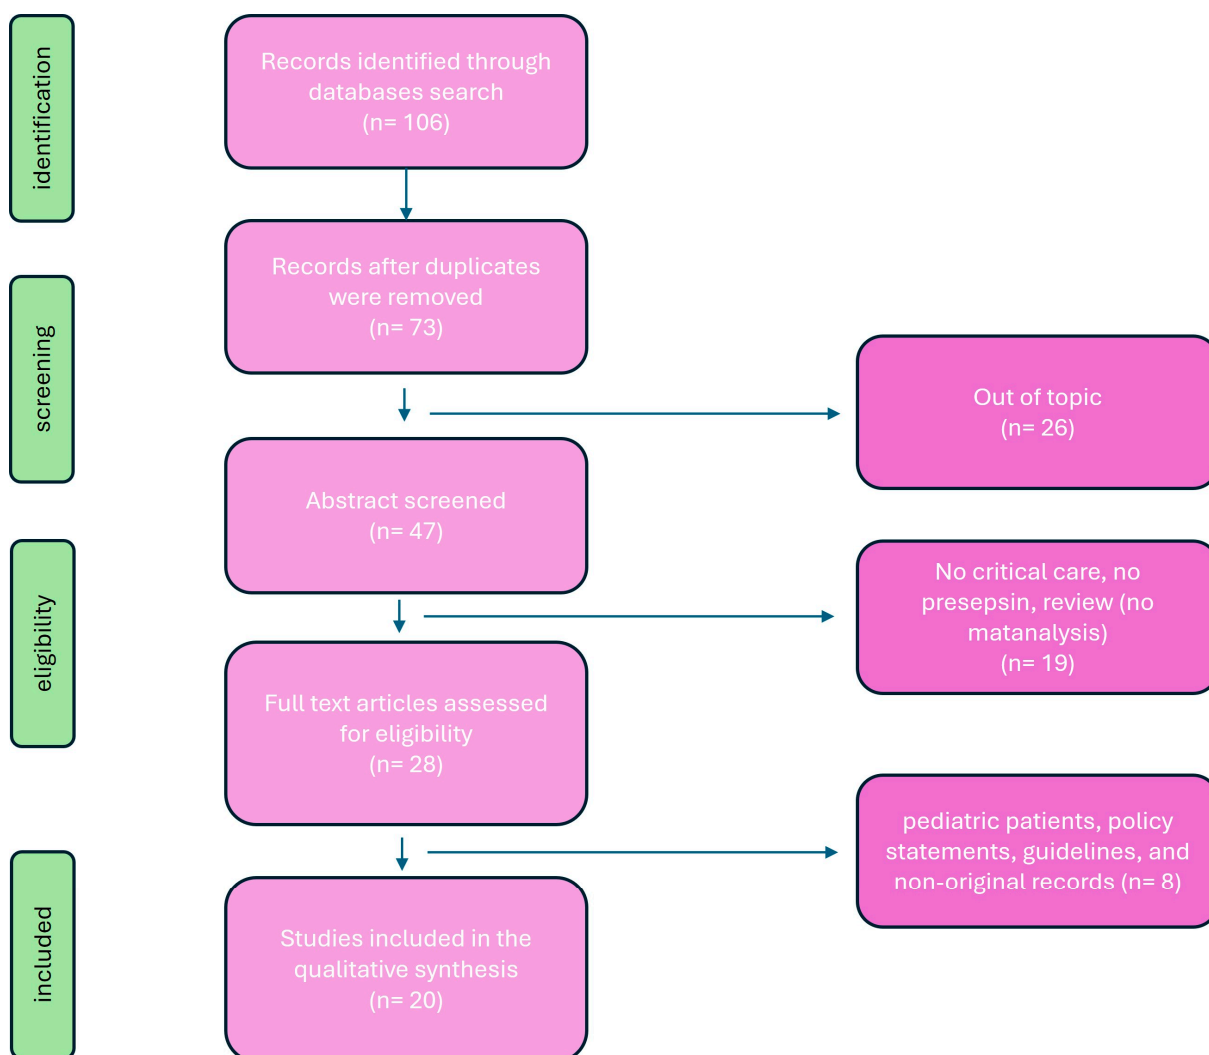 identification
Records identified through
databases search
(n= 106)
Records after duplicates
were removed
(n= 73)
screening
Out of topic
(n= 26)
Abstract screened
(n= 47)
eligibility
No critical care, no
presepsin, review (no
matanalysis)
(n= 19)
Full text articles assessed
for eligibility
(n= 28)
pediatric patients, policy
statements, guidelines, and
non-original records (n= 8)
included
Studies included in the
qualitative synthesis
(n= 20)